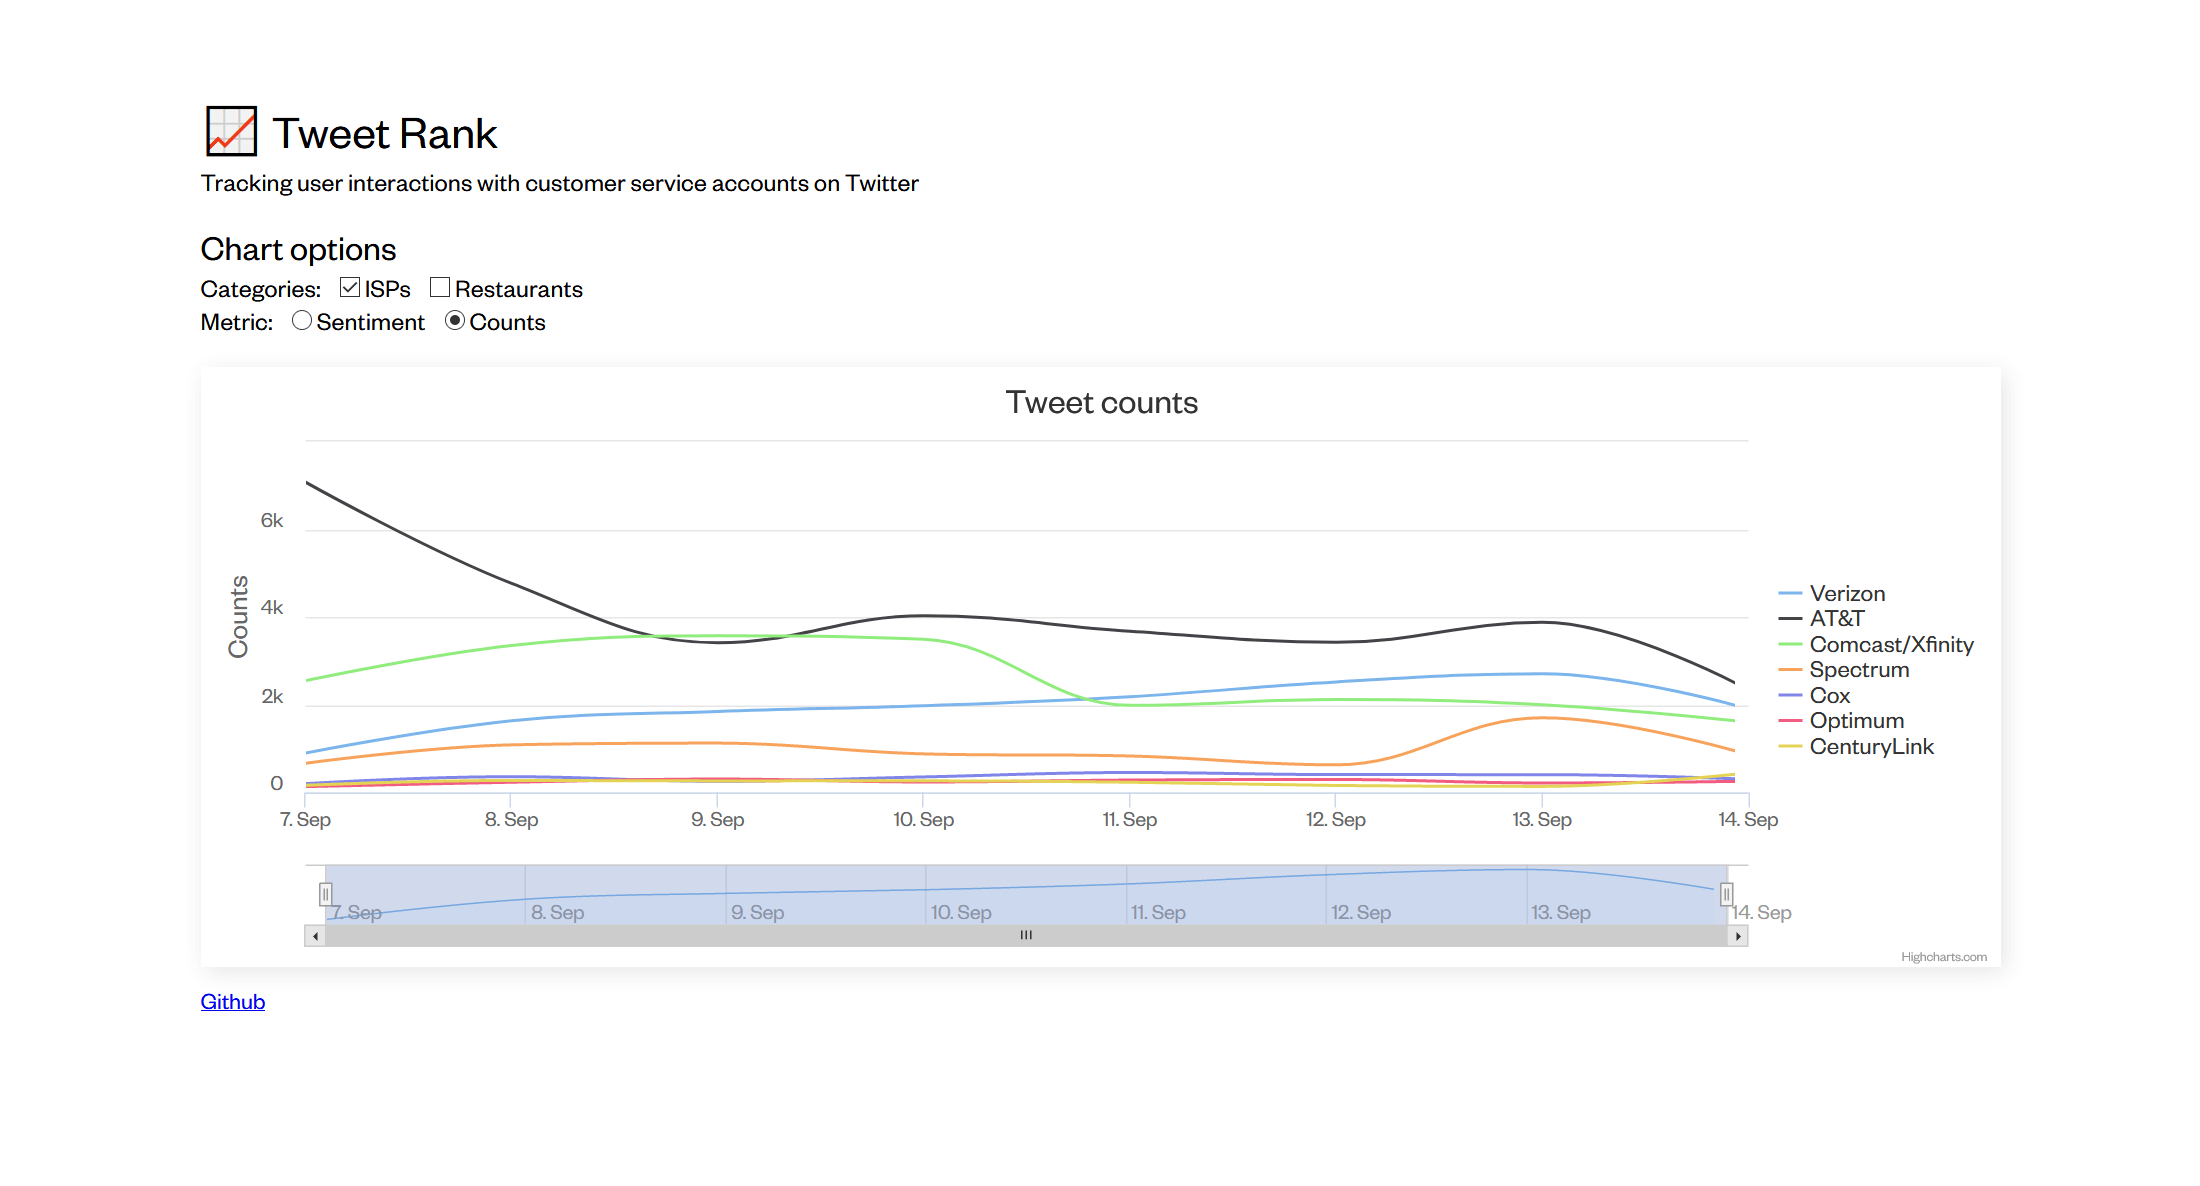 Tweet Rank
Tracking user interactions with customer service accounts on Twitter
Chart options
Categories: ISPs Restaurants
Metric: Sentiment Counts
Tweet counts
Counts
6k
4k
2k
0
7. Sep 8. Sep 9. Sep 10. Sep 11. Sep 12. Sep 13. Sep 14. Sep
Verizon
AT&T
Comcast/Xfinity
Spectrum
Cox
Optimum
CenturyLink
7. Sep 8. Sep 9. Sep 10. Sep 11. Sep 12. Sep 13. Sep 14. Sep
Highcharts.com
Github